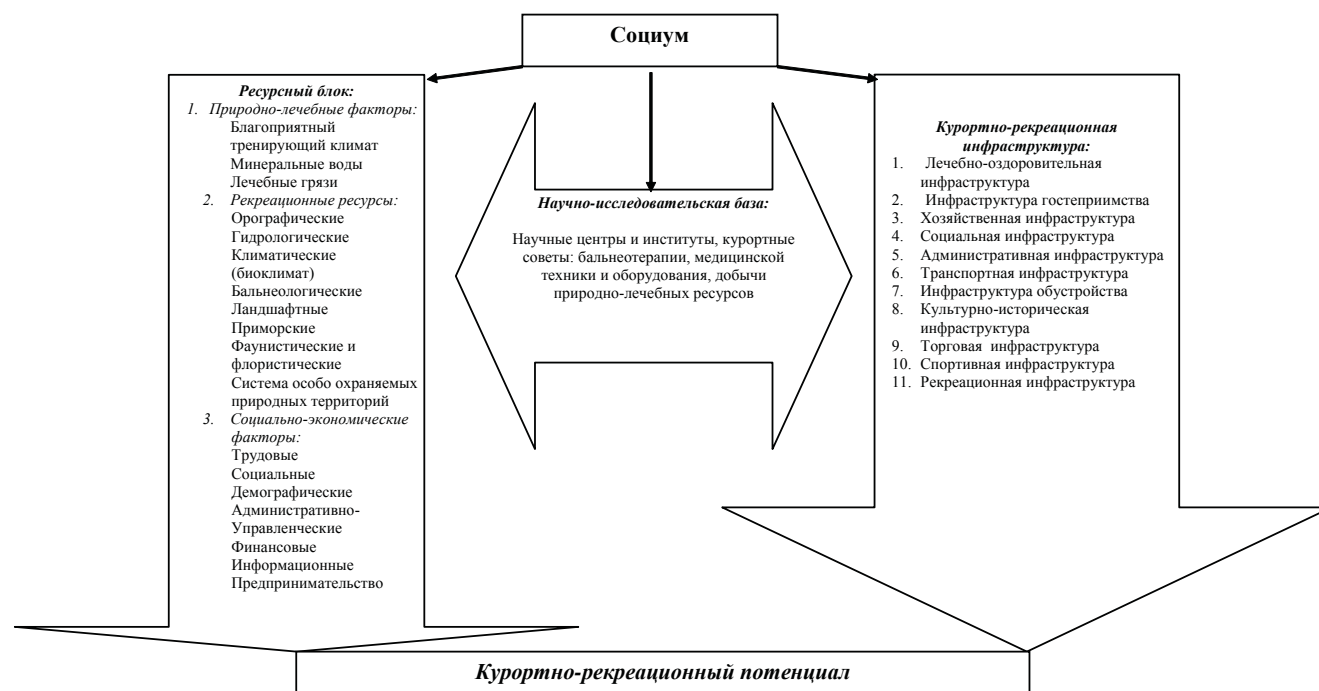 Социум
Ресурсный блок:
1. Природно-лечебные факторы:
Благоприятный
тренирующий климат
Минеральные воды
Лечебные грязи
2. Рекреационные ресурсы:
Орографические
Гидрологические
Климатические
(биоклимат)
Бальнеологические
Ландшафтные
Приморские
Фаунистические и
флористические
Система особо охраняемых
природных территорий
3. Социально-экономические
факторы:
Трудовые
Социальные
Демографические
Административно-
Управленческие
Финансовые
Информационные
Предпринимательство
Научно-исследовательская база:
Научные центры и институты, курортные
советы: бальнеотерапии, медицинской
техники и оборудования, добычи
природно-лечебных ресурсов
Курортно-рекреационная
инфраструктура:
1. Лечебно-оздоровительная
инфраструктура
2. Инфраструктура гостеприимства
3. Хозяйственная инфраструктура
4. Социальная инфраструктура
5. Административная инфраструктура
6. Транспортная инфраструктура
7. Инфраструктура обустройства
8. Культурно-историческая
инфраструктура
9. Торговая инфраструктура
10. Спортивная инфраструктура
11. Рекреационная инфраструктура
Курортно-рекреационный потенциал